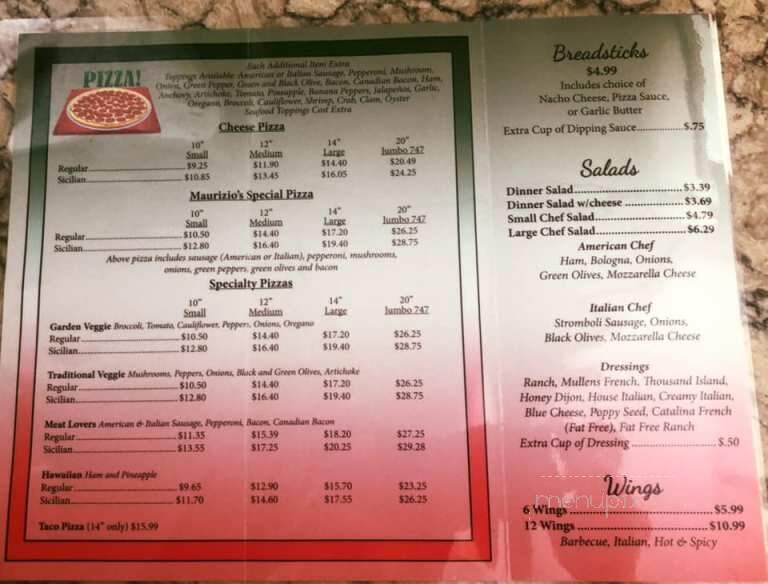 PIZZA!
Each Additional Item Extra
Toppings Available American or Italian Sausage, Pepperoni, Mushroom,
Onion, Green Pepper, Green and Black Olive, Bacon, Canadian Bacon, Ham,
Anchovy, Artichoke, Tomato, Pineapple, Banana Peppers, Jalapeños, Garlic,
Oregano, Broccoli, Cauliflower, Shrimp, Crab, Clam, Oyster
Seafood Toppings Cost Extra
Cheese Pizza
10" 12" 14" 20"
Small Medium Large Jumbo 747
Regular $9.25 $11.90 $14.40 $20.49
Sicilian $10.85 $13.45 $16.05 $24.25
Maurizio's Special Pizza
10" 12" 14" 20"
Small Medium Large Jumbo 747
Regular $10.50 $14.40 $17.20 $26.25
Sicilian $12.80 $16.40 $19.40 $28.75
Above pizza includes sausage (American or Italian), pepperoni, mushrooms,
onions, green peppers, green olives and bacon
Specialty Pizzas
10" 12" 14" 20"
Small Medium Large Jumbo 747
Garden Veggie Broccoli, Tomato, Cauliflower, Peppers, Onions, Oregano
Regular $10.50 $14.40 $17.20 $26.25
Sicilian $12.80 $16.40 $19.40 $28.75
Traditional Veggie Mushrooms, Peppers, Onions, Black and Green Olives, Artichoke
Regular $10.50 $14.40 $17.20 $26.25
Sicilian $12.80 $16.40 $19.40 $28.75
Meat Lovers American & Italian Sausage, Pepperoni, Bacon, Canadian Bacon
Regular $11.35 $15.39 $18.20 $27.25
Sicilian $13.55 $17.25 $20.25 $29.28
Hawaiian Ham and Pineapple
Regular $9.65 $12.90 $15.70 $23.25
Sicilian $11.70 $14.60 $17.55 $26.25
Taco Pizza (14" only) $15.99
Breadsticks
$4.99
Includes choice of
Nacho Cheese, Pizza Sauce,
or Garlic Butter
Extra Cup of Dipping Sauce $.75
Salads
Dinner Salad $3.39
Dinner Salad w/cheese $3.69
Small Chef Salad $4.79
Large Chef Salad $6.29
American Chef
Ham, Bologna, Onions,
Green Olives, Mozzarella Cheese
Italian Chef
Stromboli Sausage, Onions,
Black Olives, Mozzarella Cheese
Dressings
Ranch, Mullens French, Thousand Island,
Honey Dijon, House Italian, Creamy Italian,
Blue Cheese, Poppy Seed, Catalina French
(Fat Free), Fat Free Ranch
Extra Cup of Dressing $.50
Wings
6 Wings $5.99
12 Wings $10.99
Barbecue, Italian, Hot & Spicy